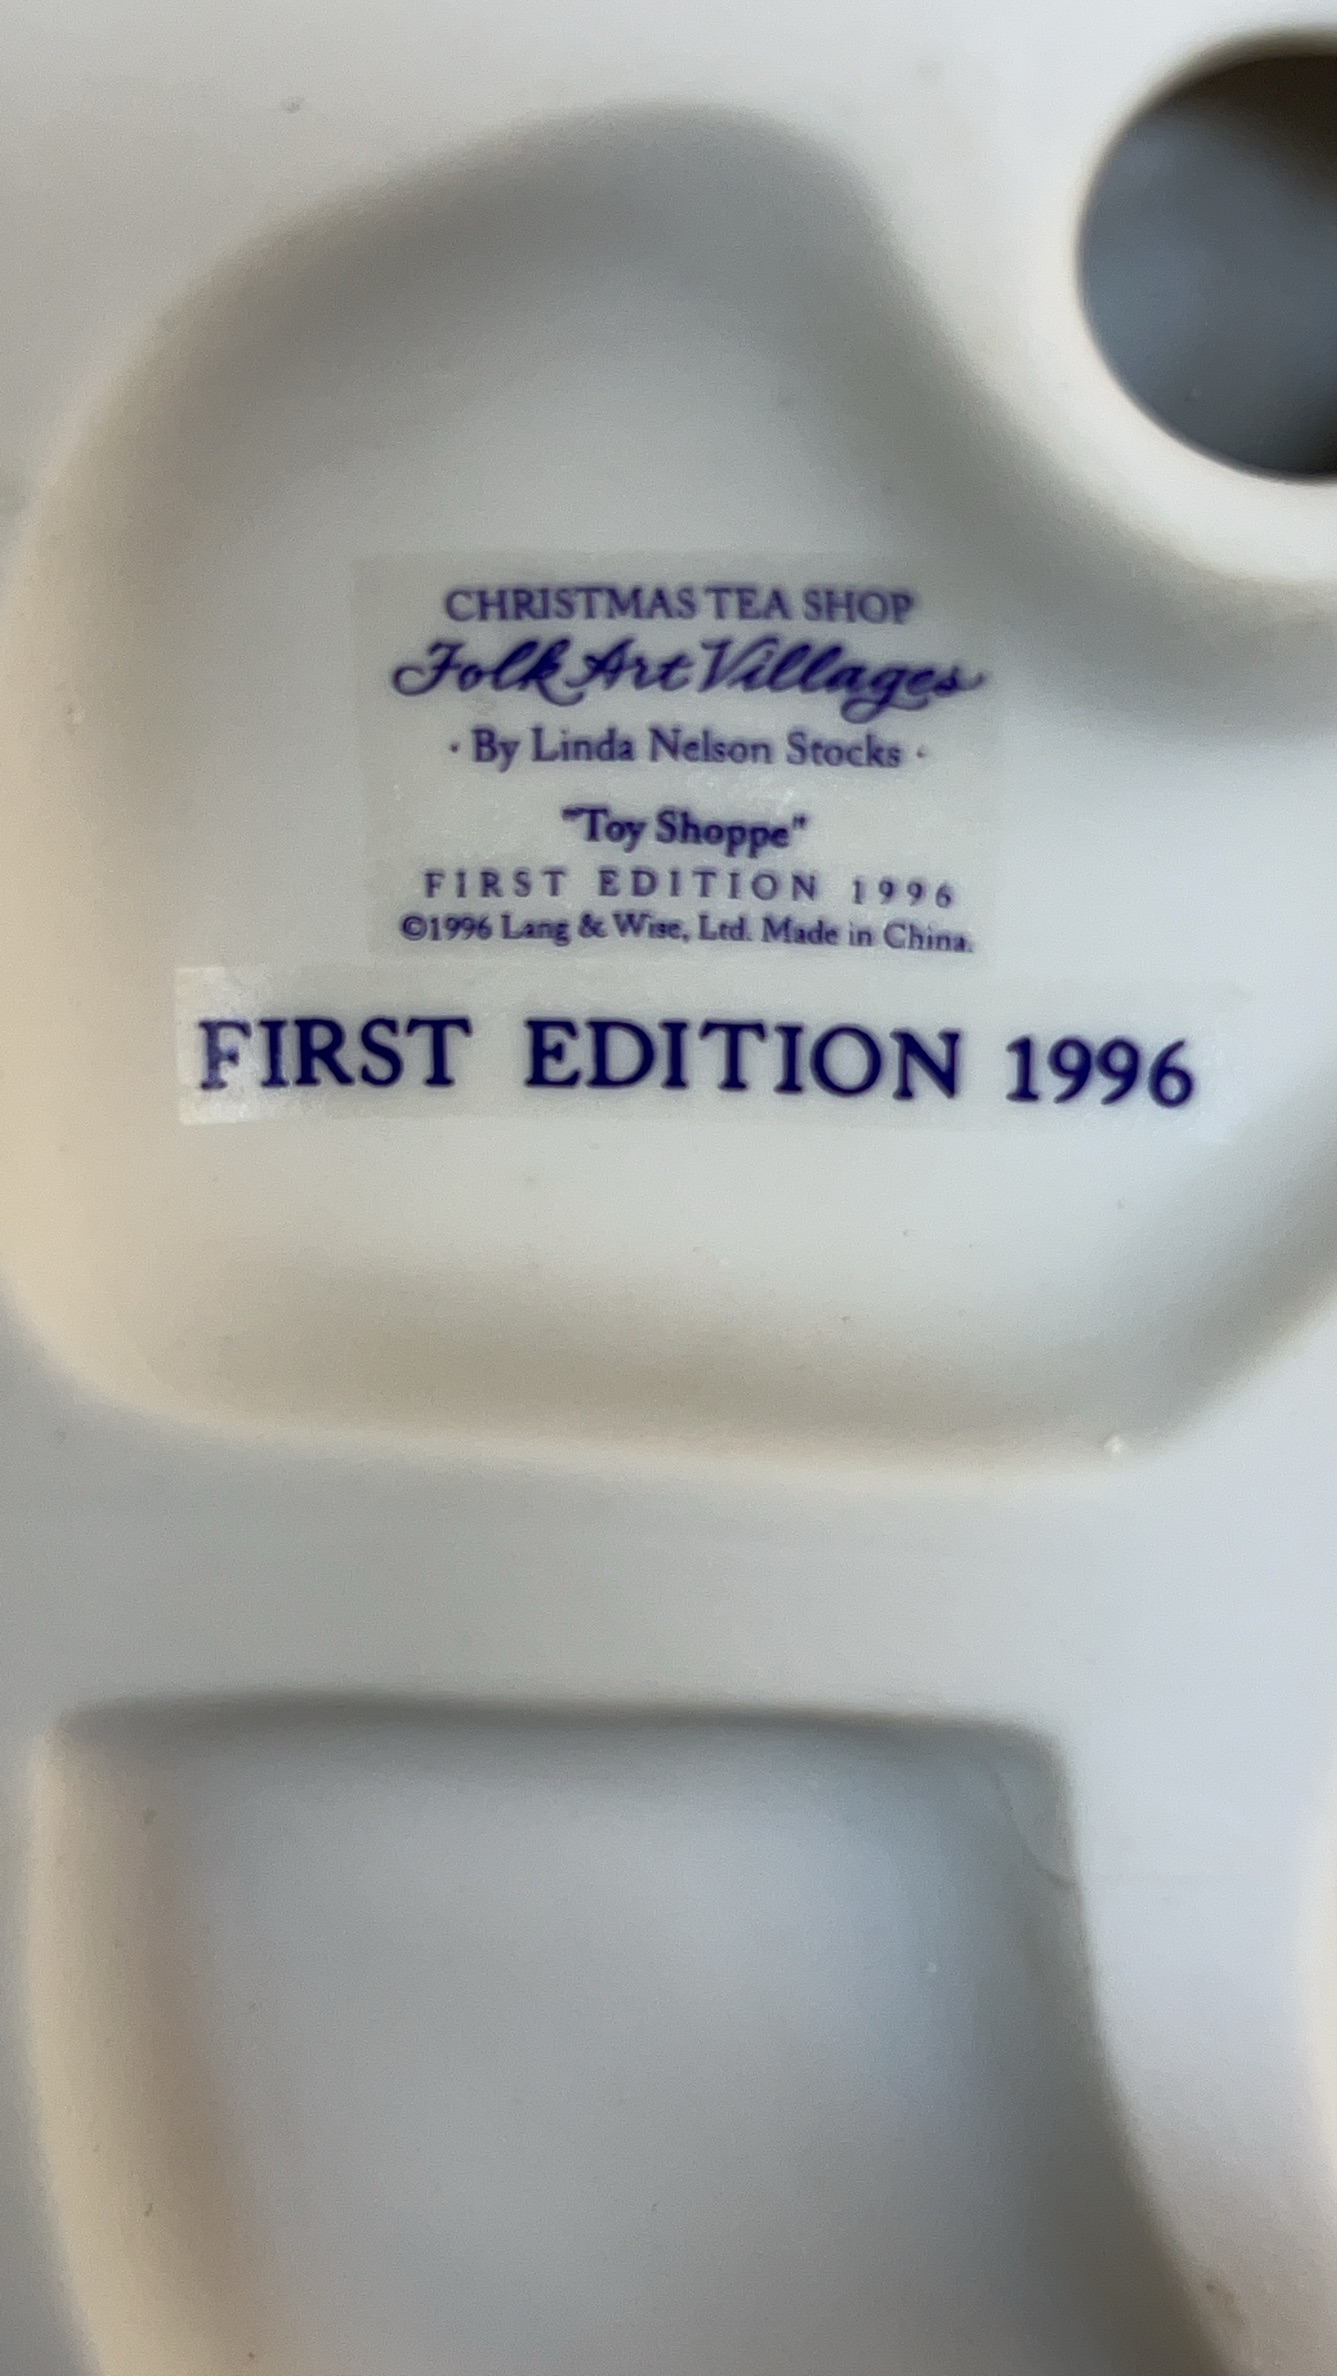 CHRISTMAS TEA SHOP
Folk Art Villages
· By Linda Nelson Stocks ·
"Toy Shoppe"
FIRST EDITION 1996
©1996 Lang & Wise, Ltd. Made in China.
FIRST EDITION 1996